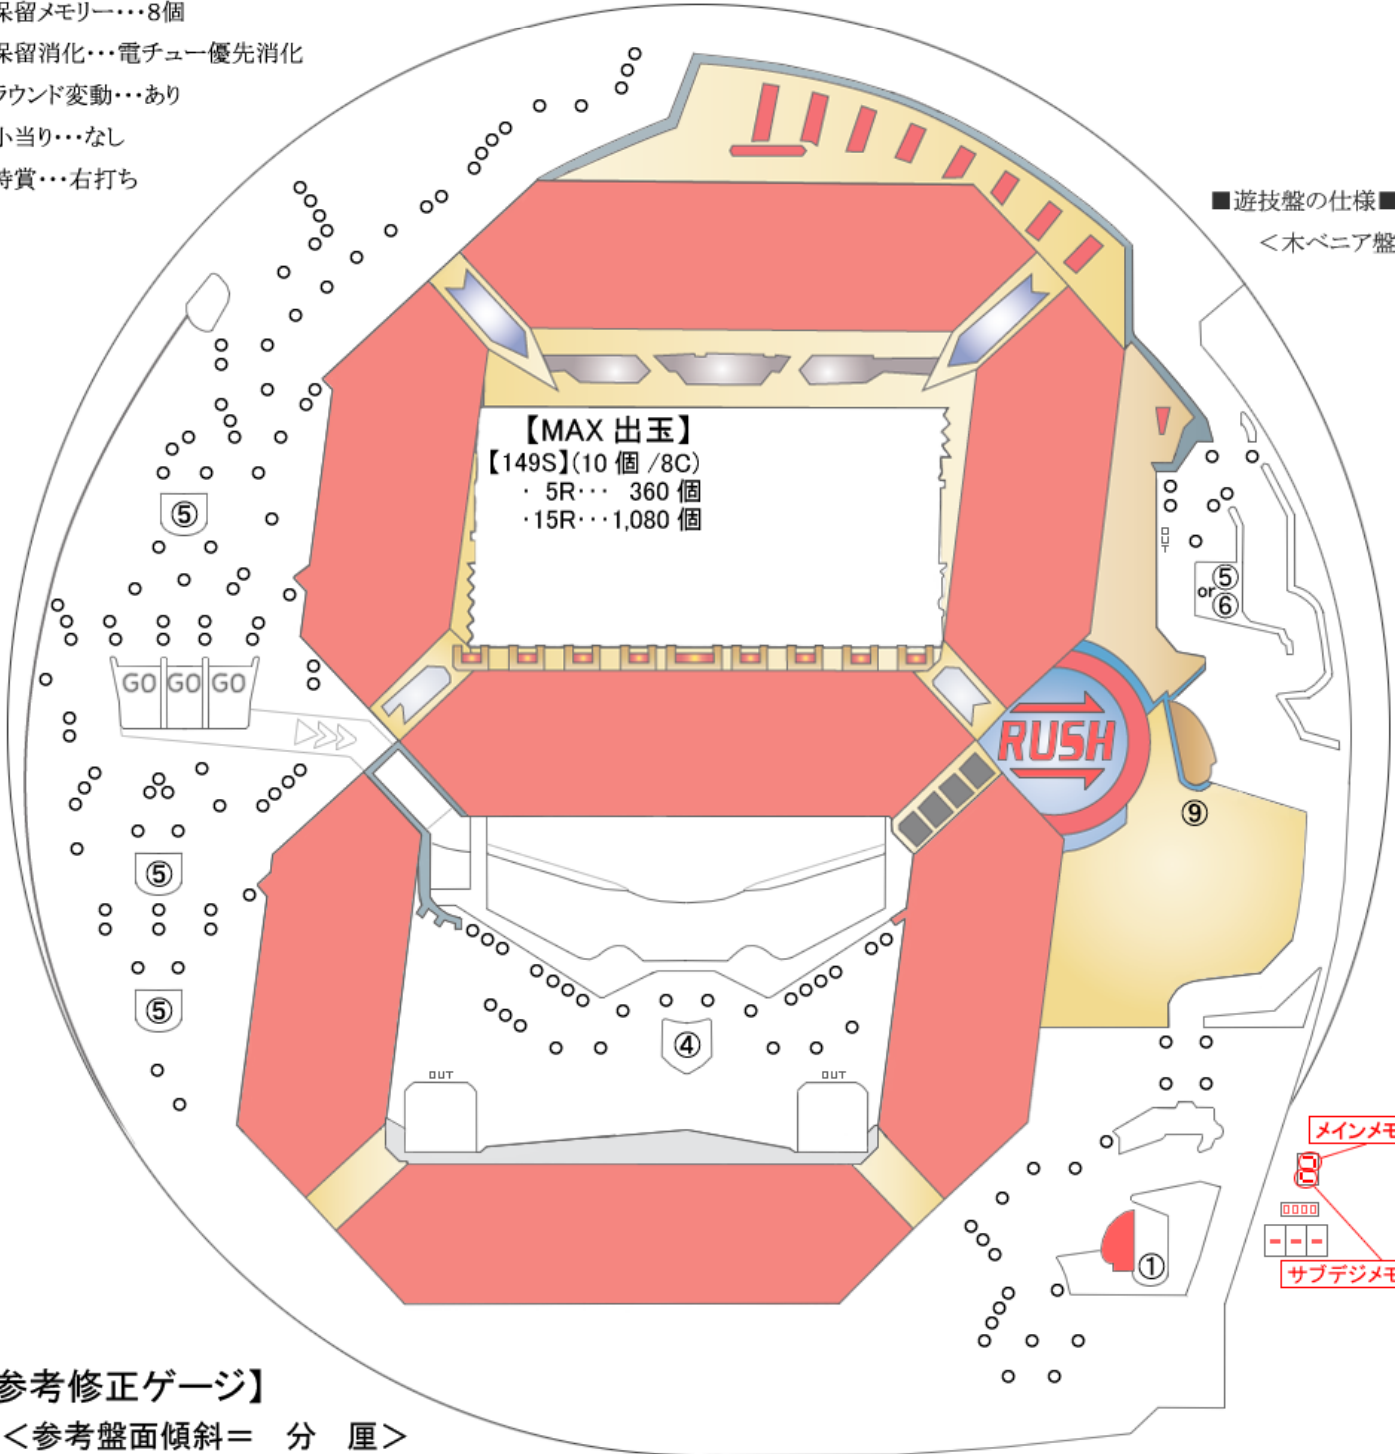 保留メモリー・・・8個
保留消化・・・電チュー優先消化
ラウンド変動・・・あり
小当り・・・なし
特賞・・・右打ち
■遊技盤の仕様■
＜木ベニア盤
【MAX 出玉】
【149S】(10 個 /8C)
・ 5R・・・ 360 個
・15R・・・1,080 個
⑤
OUT
⑤
or
⑥
GO GO GO
RUSH
⑨
⑤
⑤
④
OUT
OUT
メインメモ
①
サブデジメモ
参考修正ゲージ】
＜参考盤面傾斜＝ 分 厘＞